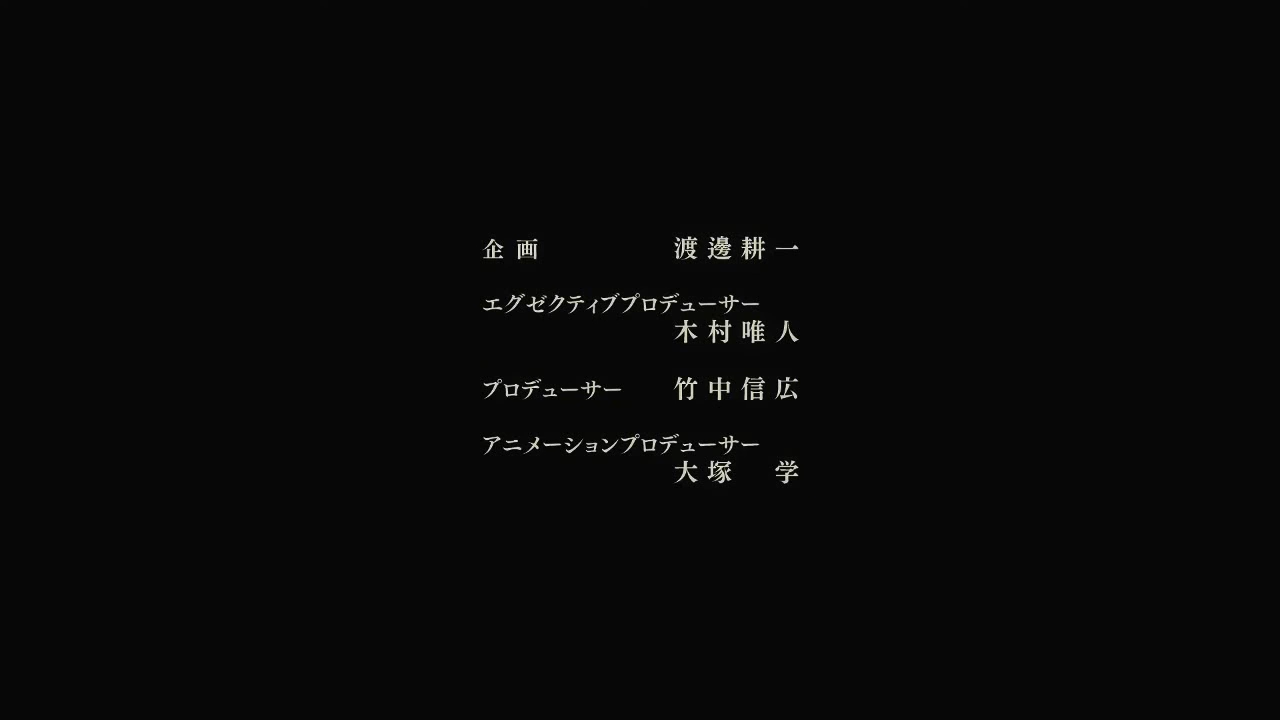 企画 渡邊耕一
エグゼクティブプロデューサー
木村唯人
プロデューサー 竹中信広
アニメーションプロデューサー
大塚 学